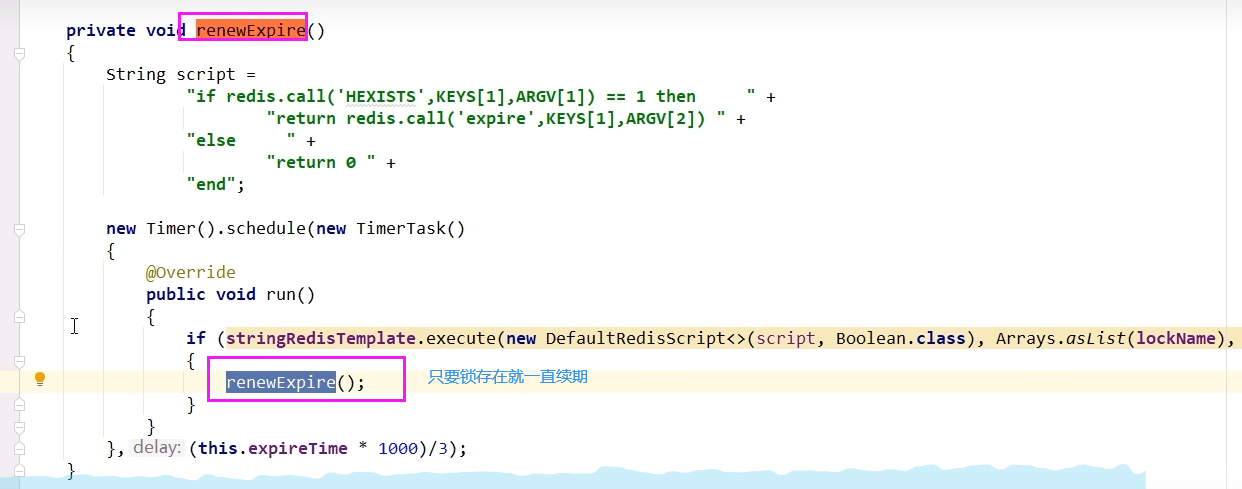 private void renewExpire()
{
String script =
"if redis.call('HEXISTS',KEYS[1],ARGV[1]) == 1 then     " +
"return redis.call('expire',KEYS[1],ARGV[2]) " +
"else     " +
"return 0 " +
"end";
new Timer().schedule(new TimerTask()
{
@Override
public void run()
{
if (stringRedisTemplate.execute(new DefaultRedisScript<>(script, Boolean.class), Arrays.asList(lockName),
{
renewExpire(); 只要锁存在就一直续期
}
}
}, delay: (this.expireTime * 1000)/3);
}